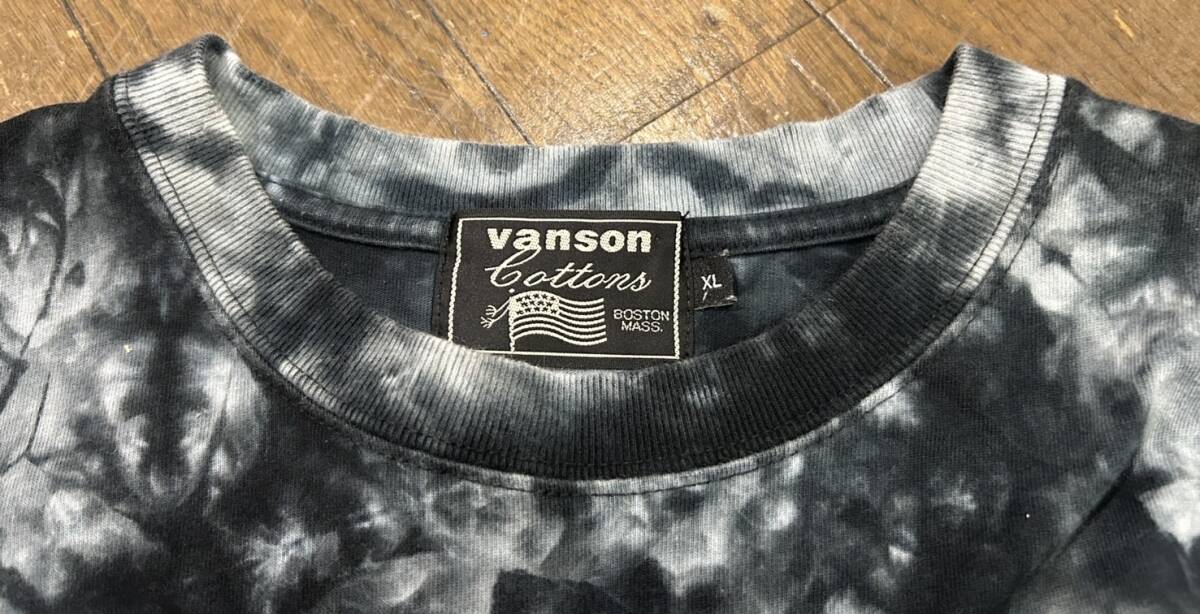 vanson
Cottons
BOSTON
MASS.
XL